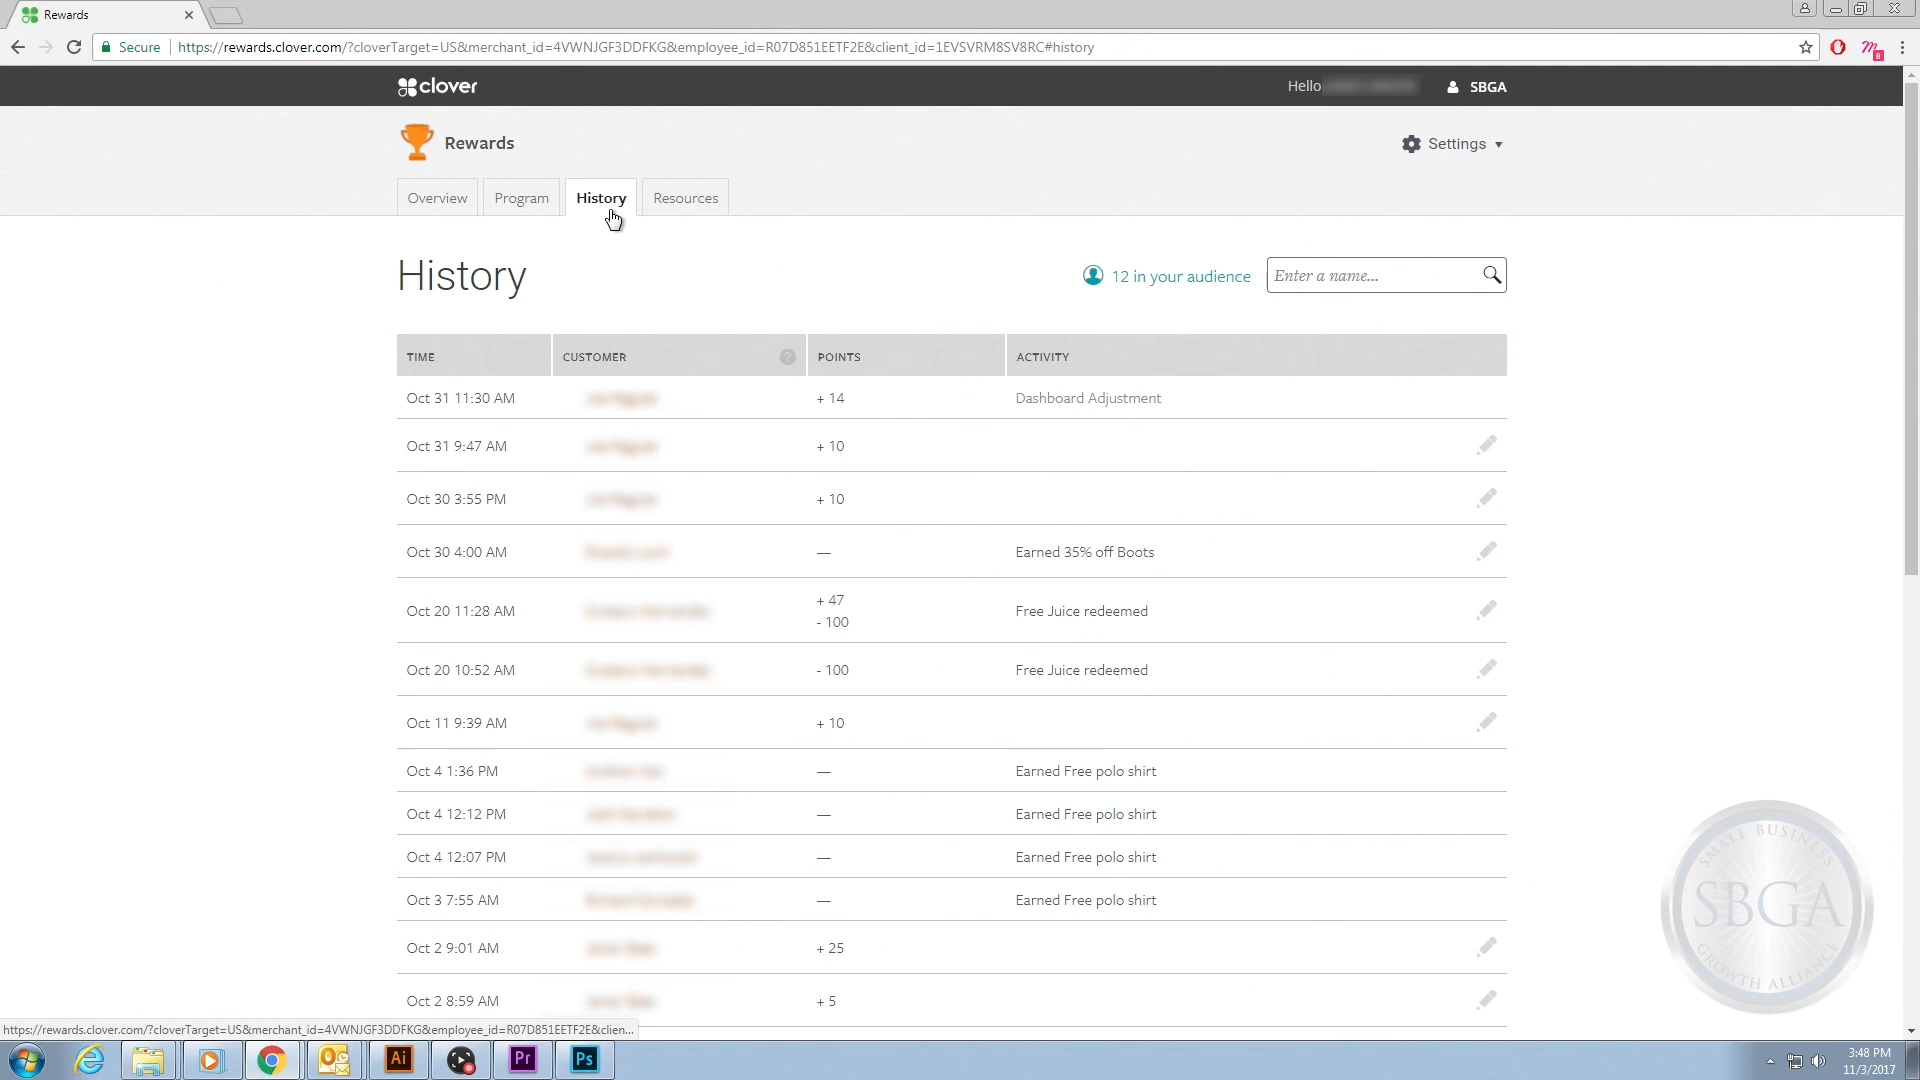 Rewards
Secure https://rewards.clover.com/?cloverTarget=US&merchant_id=4VWNJGF3DDFKG&employee_id=R07D851EETF2E&client_id=1EVSVRM8SV8RC#history
8
clover
Hello
SBGA
Rewards
Settings
Overview
Program
History
Resources
History
12 in your audience
Enter a name...
TIME CUSTOMER ? POINTS ACTIVITY
Oct 31 11:30 AM + 14 Dashboard Adjustment
Oct 31 9:47 AM + 10
Oct 30 3:55 PM + 10
Oct 30 4:00 AM — Earned 35% off Boots
+ 47
Oct 20 11:28 AM Free Juice redeemed
- 100
Oct 20 10:52 AM - 100 Free Juice redeemed
Oct 11 9:39 AM + 10
Oct 4 1:36 PM — Earned Free polo shirt
Oct 4 12:12 PM — Earned Free polo shirt
Oct 4 12:07 PM — Earned Free polo shirt
Oct 3 7:55 AM — Earned Free polo shirt
Oct 2 9:01 AM + 25
Oct 2 8:59 AM + 5
SMALL BUSINESS
SBGA
GROWTH ALLIANCE
https://rewards.clover.com/?cloverTarget=US&merchant_id=4VWNJGF3DDFKG&employee_id=R07D851EETF2E&clien...
Ai
Pr
Ps
3:48 PM
11/3/2017